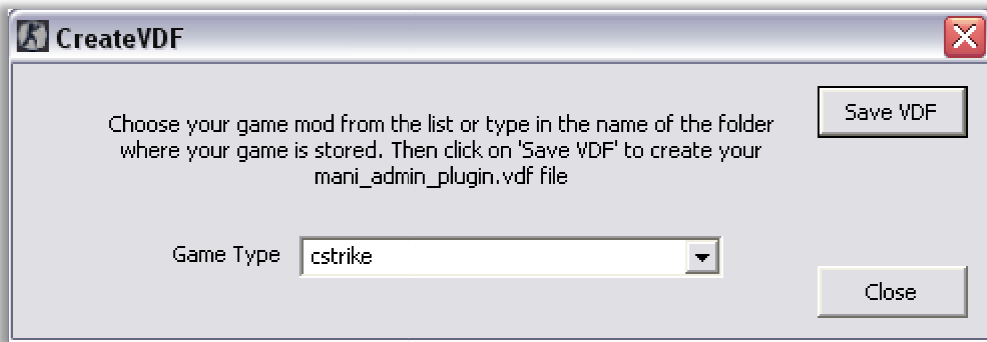 CreateVDF
Save VDF
Choose your game mod from the list or type in the name of the folder
where your game is stored. Then click on 'Save VDF' to create your
mani_admin_plugin.vdf file
Game Type cstrike
Close